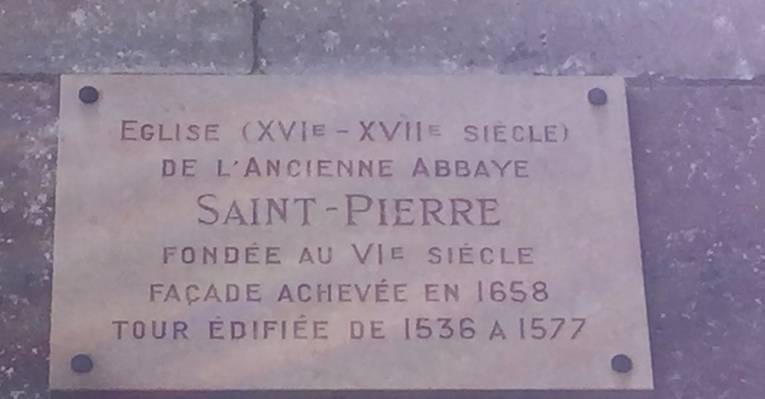 EGLISE (XVIE - XVIIE SIÈCLE)
DE L'ANCIENNE ABBAYE
SAINT-PIERRE
FONDÉE AU VIE SIÈCLE
FAÇADE ACHEVÉE EN 1658
TOUR ÉDIFIÉE DE 1536 A 1577